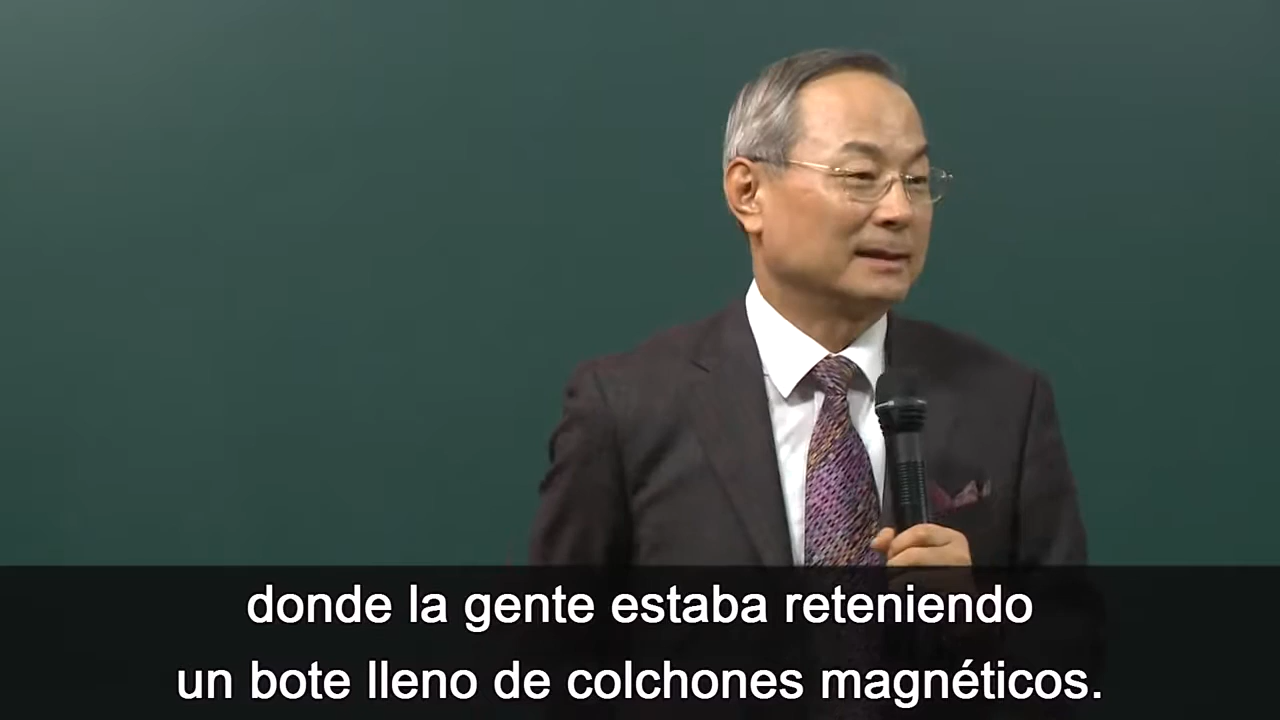 donde la gente estaba reteniendo
un bote lleno de colchones magnéticos.